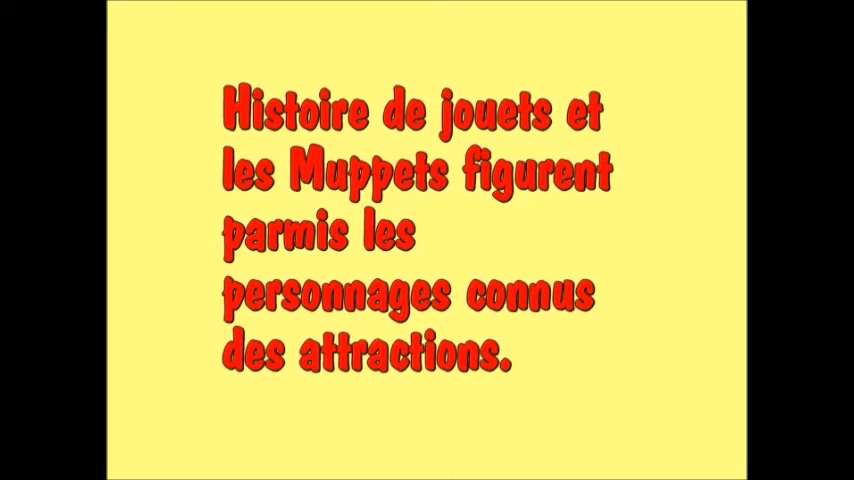 Histoire de jouets et
les Muppets figurent
parmis les
personnages connus
des attractions.